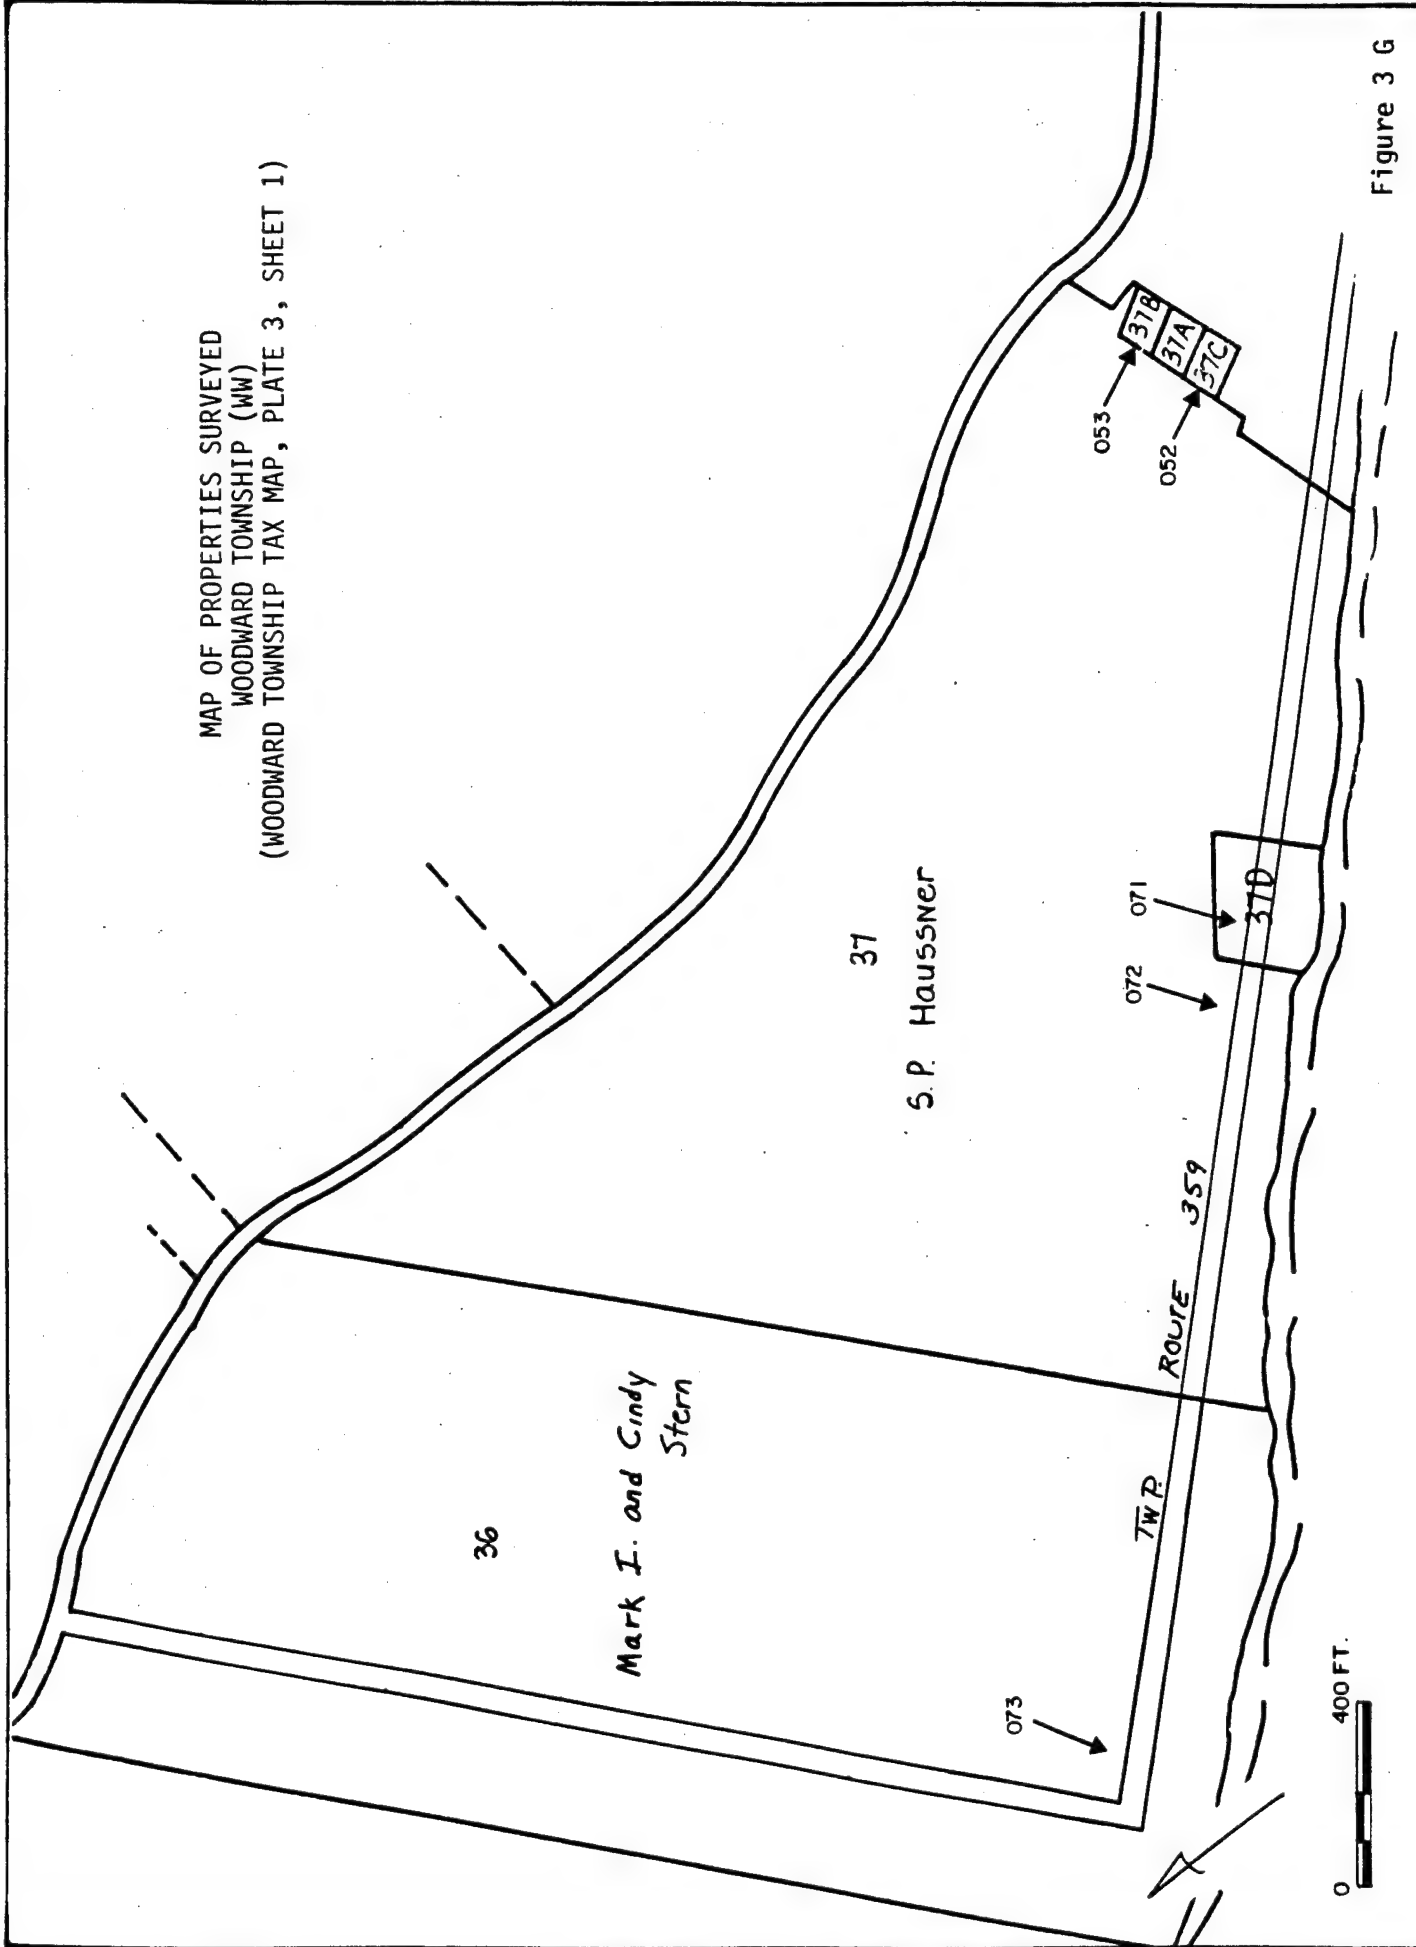 MAP OF PROPERTIES SURVEYED
WOODWARD TOWNSHIP (WW)
(WOODWARD TOWNSHIP TAX MAP, PLATE 3, SHEET 1)
36
Mark I. and Cindy
Stern
37
S.P. Haussner
053
37B
37A
37C
052
071
37D
072
073
TWP. ROUTE 359
0 400 FT.
Figure 3 G